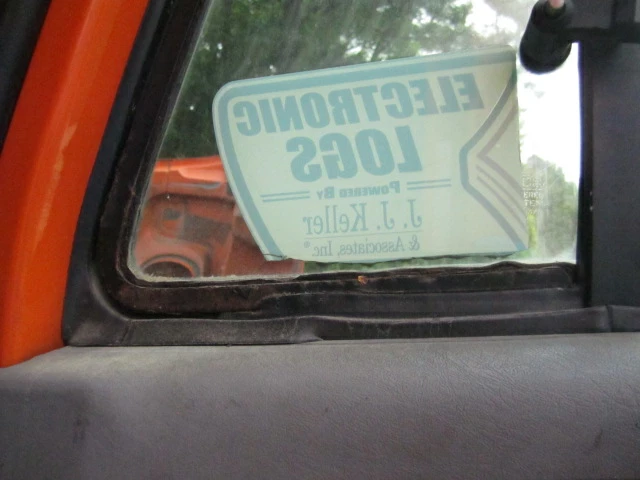 ELECTRONIC
LOGS
POWERED BY
J. J. Keller
& Associates, Inc.®